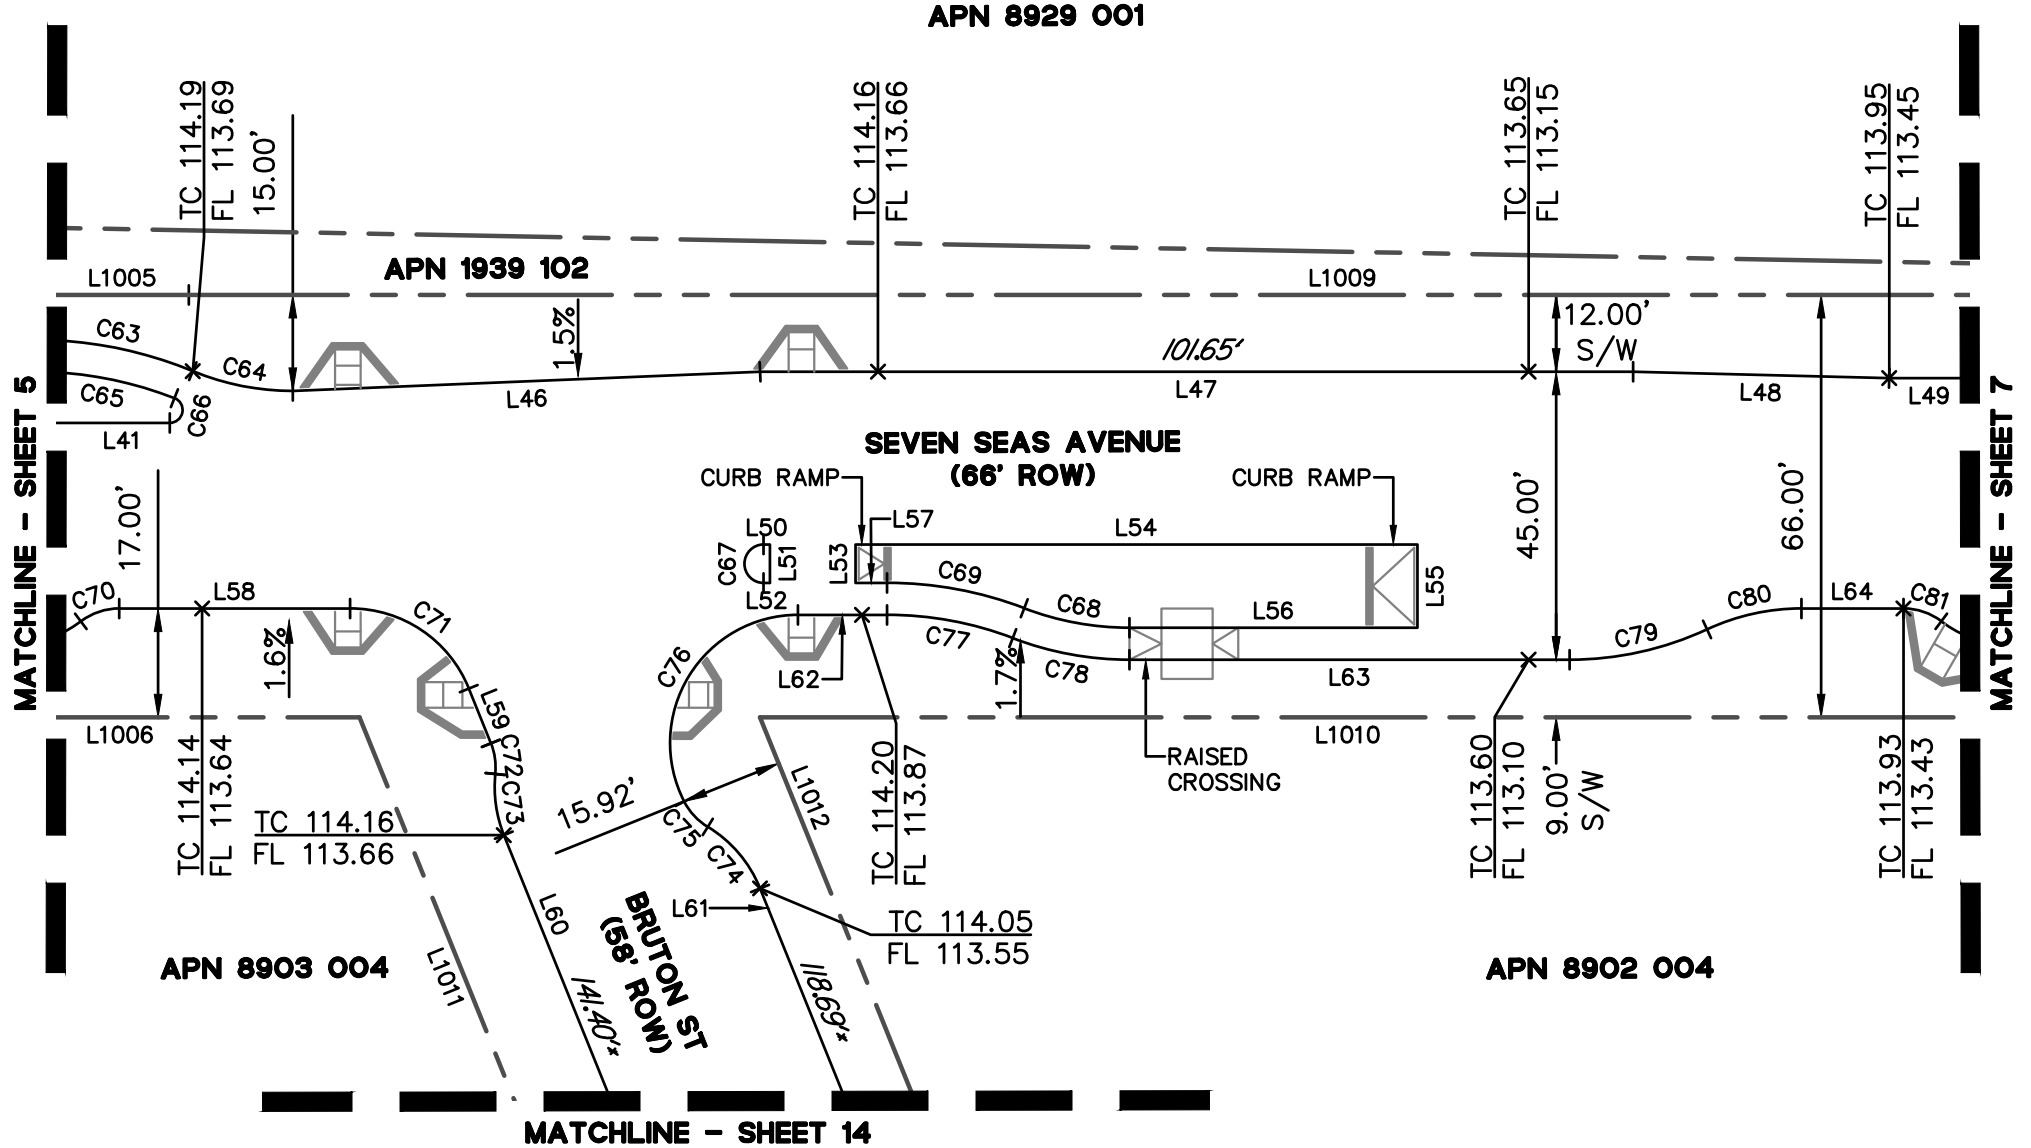 APN 8929 001
TC 114.19
FL 113.69
15.00'
TC 114.16
FL 113.66
TC 113.65
FL 113.15
TC 113.95
FL 113.45
L1005
APN 1939 102
L1009
C63
C64
C65
C66
L41
1.5%
L46
101.65'
L47
12.00'
S/W
L48
L49
MATCHLINE - SHEET 5
MATCHLINE - SHEET 7
SEVEN SEAS AVENUE
(66' ROW)
CURB RAMP
CURB RAMP
17.00'
L50
C67
L51
L52
L53
L57
L54
L55
C69
C68
L56
45.00'
66.00'
C70
L58
C71
1.6%
C76
L62
C77
C78
1.7%
L63
C79
C80
L64
C81
L1006
L59
C72
C73
L1010
RAISED
CROSSING
TC 114.14
FL 113.64
TC 114.16
FL 113.66
15.92'
L1012
C75
C74
TC 114.20
FL 113.87
TC 113.60
FL 113.10
9.00'
S/W
TC 113.93
FL 113.43
L60
L61
BRUTON ST
(58' ROW)
TC 114.05
FL 113.55
L1011
141.40'*
118.69'*
APN 8903 004
APN 8902 004
MATCHLINE - SHEET 14